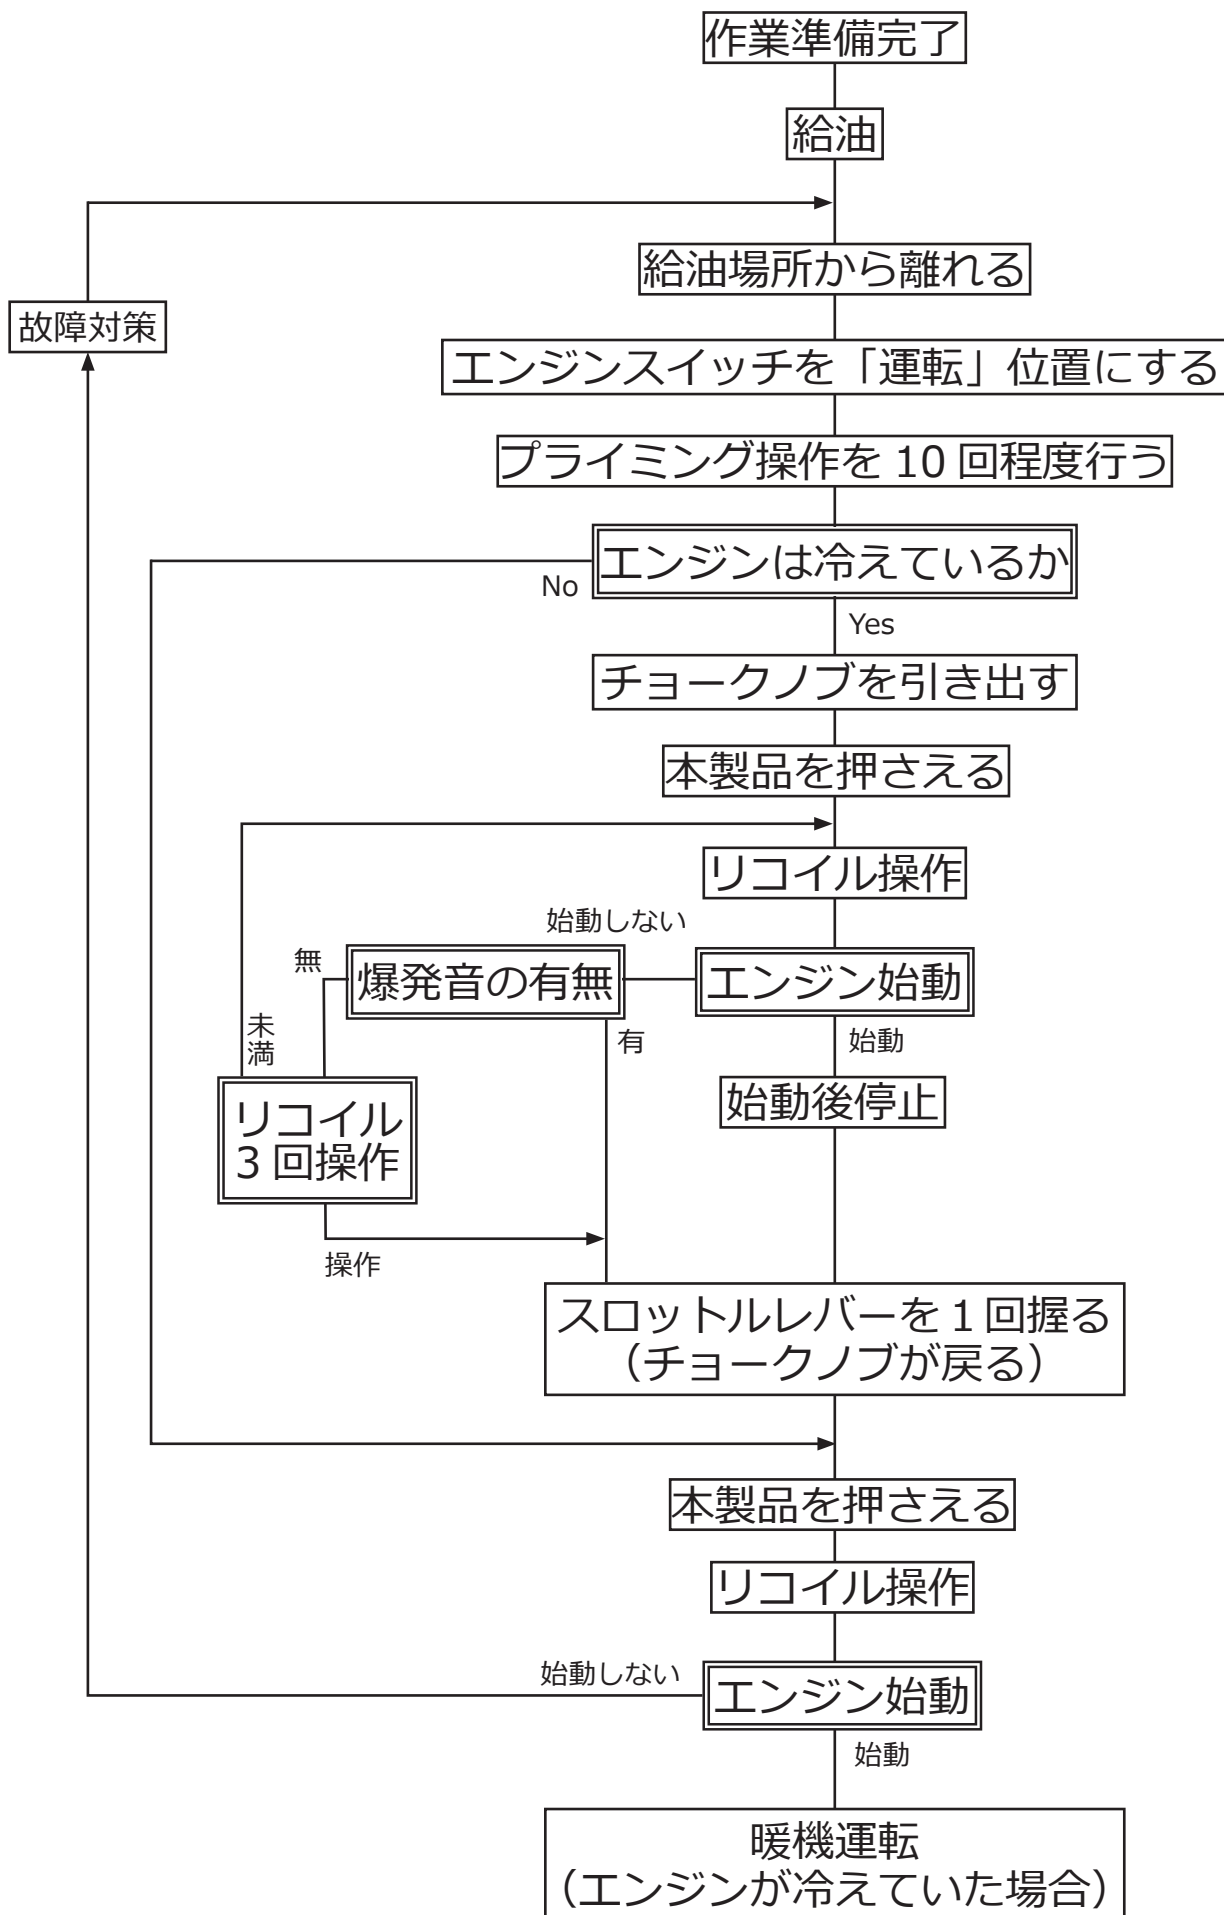 作業準備完了
給油
給油場所から離れる
故障対策
エンジンスイッチを「運転」位置にする
プライミング操作を 10 回程度行う
エンジンは冷えているか
No
Yes
チョークノブを引き出す
本製品を押さえる
リコイル操作
始動しない
無
爆発音の有無
エンジン始動
未満
有
始動
始動後停止
リコイル
3 回操作
操作
スロットルレバーを 1 回握る
（チョークノブが戻る）
本製品を押さえる
リコイル操作
始動しない
エンジン始動
始動
暖機運転
（エンジンが冷えていた場合）